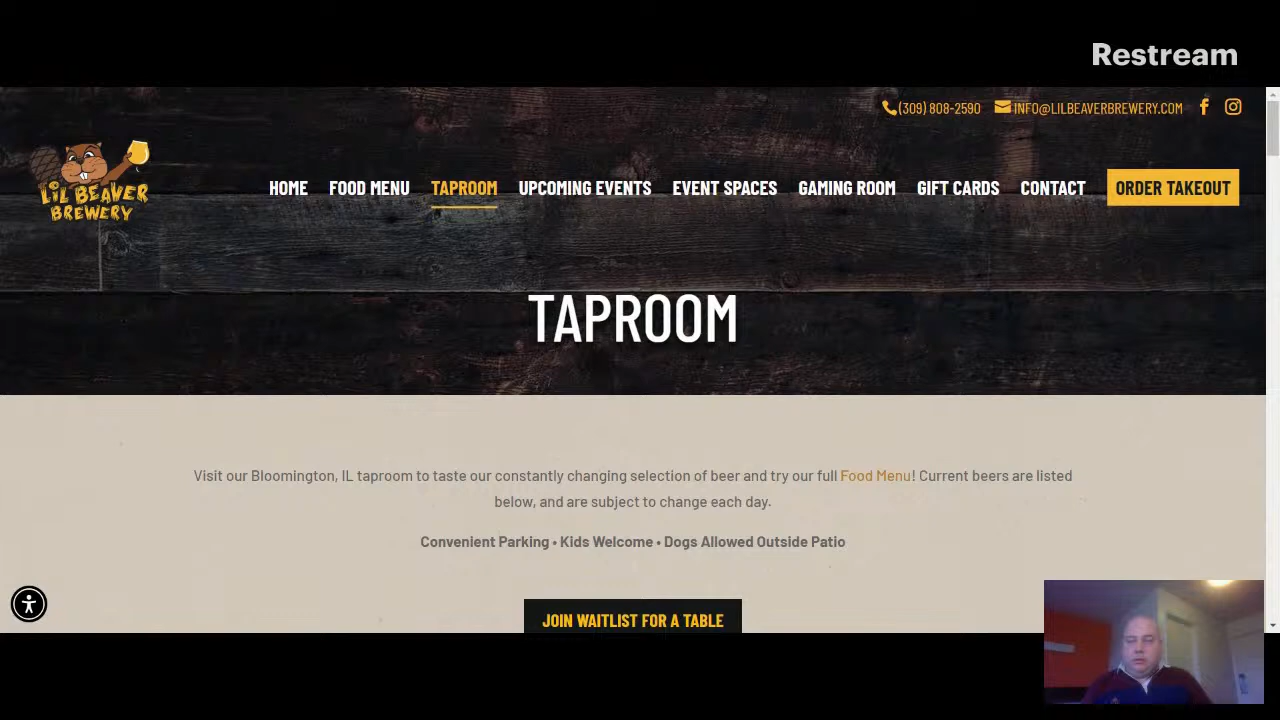 Restream
(309) 808-2590 INFO@LILBEAVERBREWERY.COM
LIL BEAVER
BREWERY
HOME FOOD MENU TAPROOM UPCOMING EVENTS EVENT SPACES GAMING ROOM GIFT CARDS CONTACT ORDER TAKEOUT
TAPROOM
Visit our Bloomington, IL taproom to taste our constantly changing selection of beer and try our full Food Menu! Current beers are listed
below, and are subject to change each day.
Convenient Parking • Kids Welcome • Dogs Allowed Outside Patio
JOIN WAITLIST FOR A TABLE